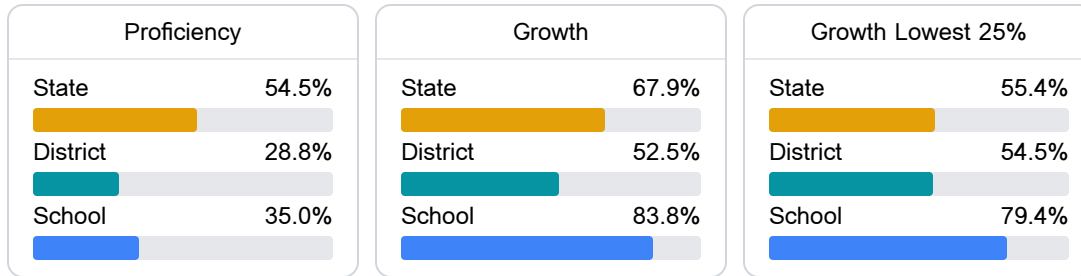 Proficiency
State 54.5%
District 28.8%
School 35.0%
Growth
State 67.9%
District 52.5%
School 83.8%
Growth Lowest 25%
State 55.4%
District 54.5%
School 79.4%